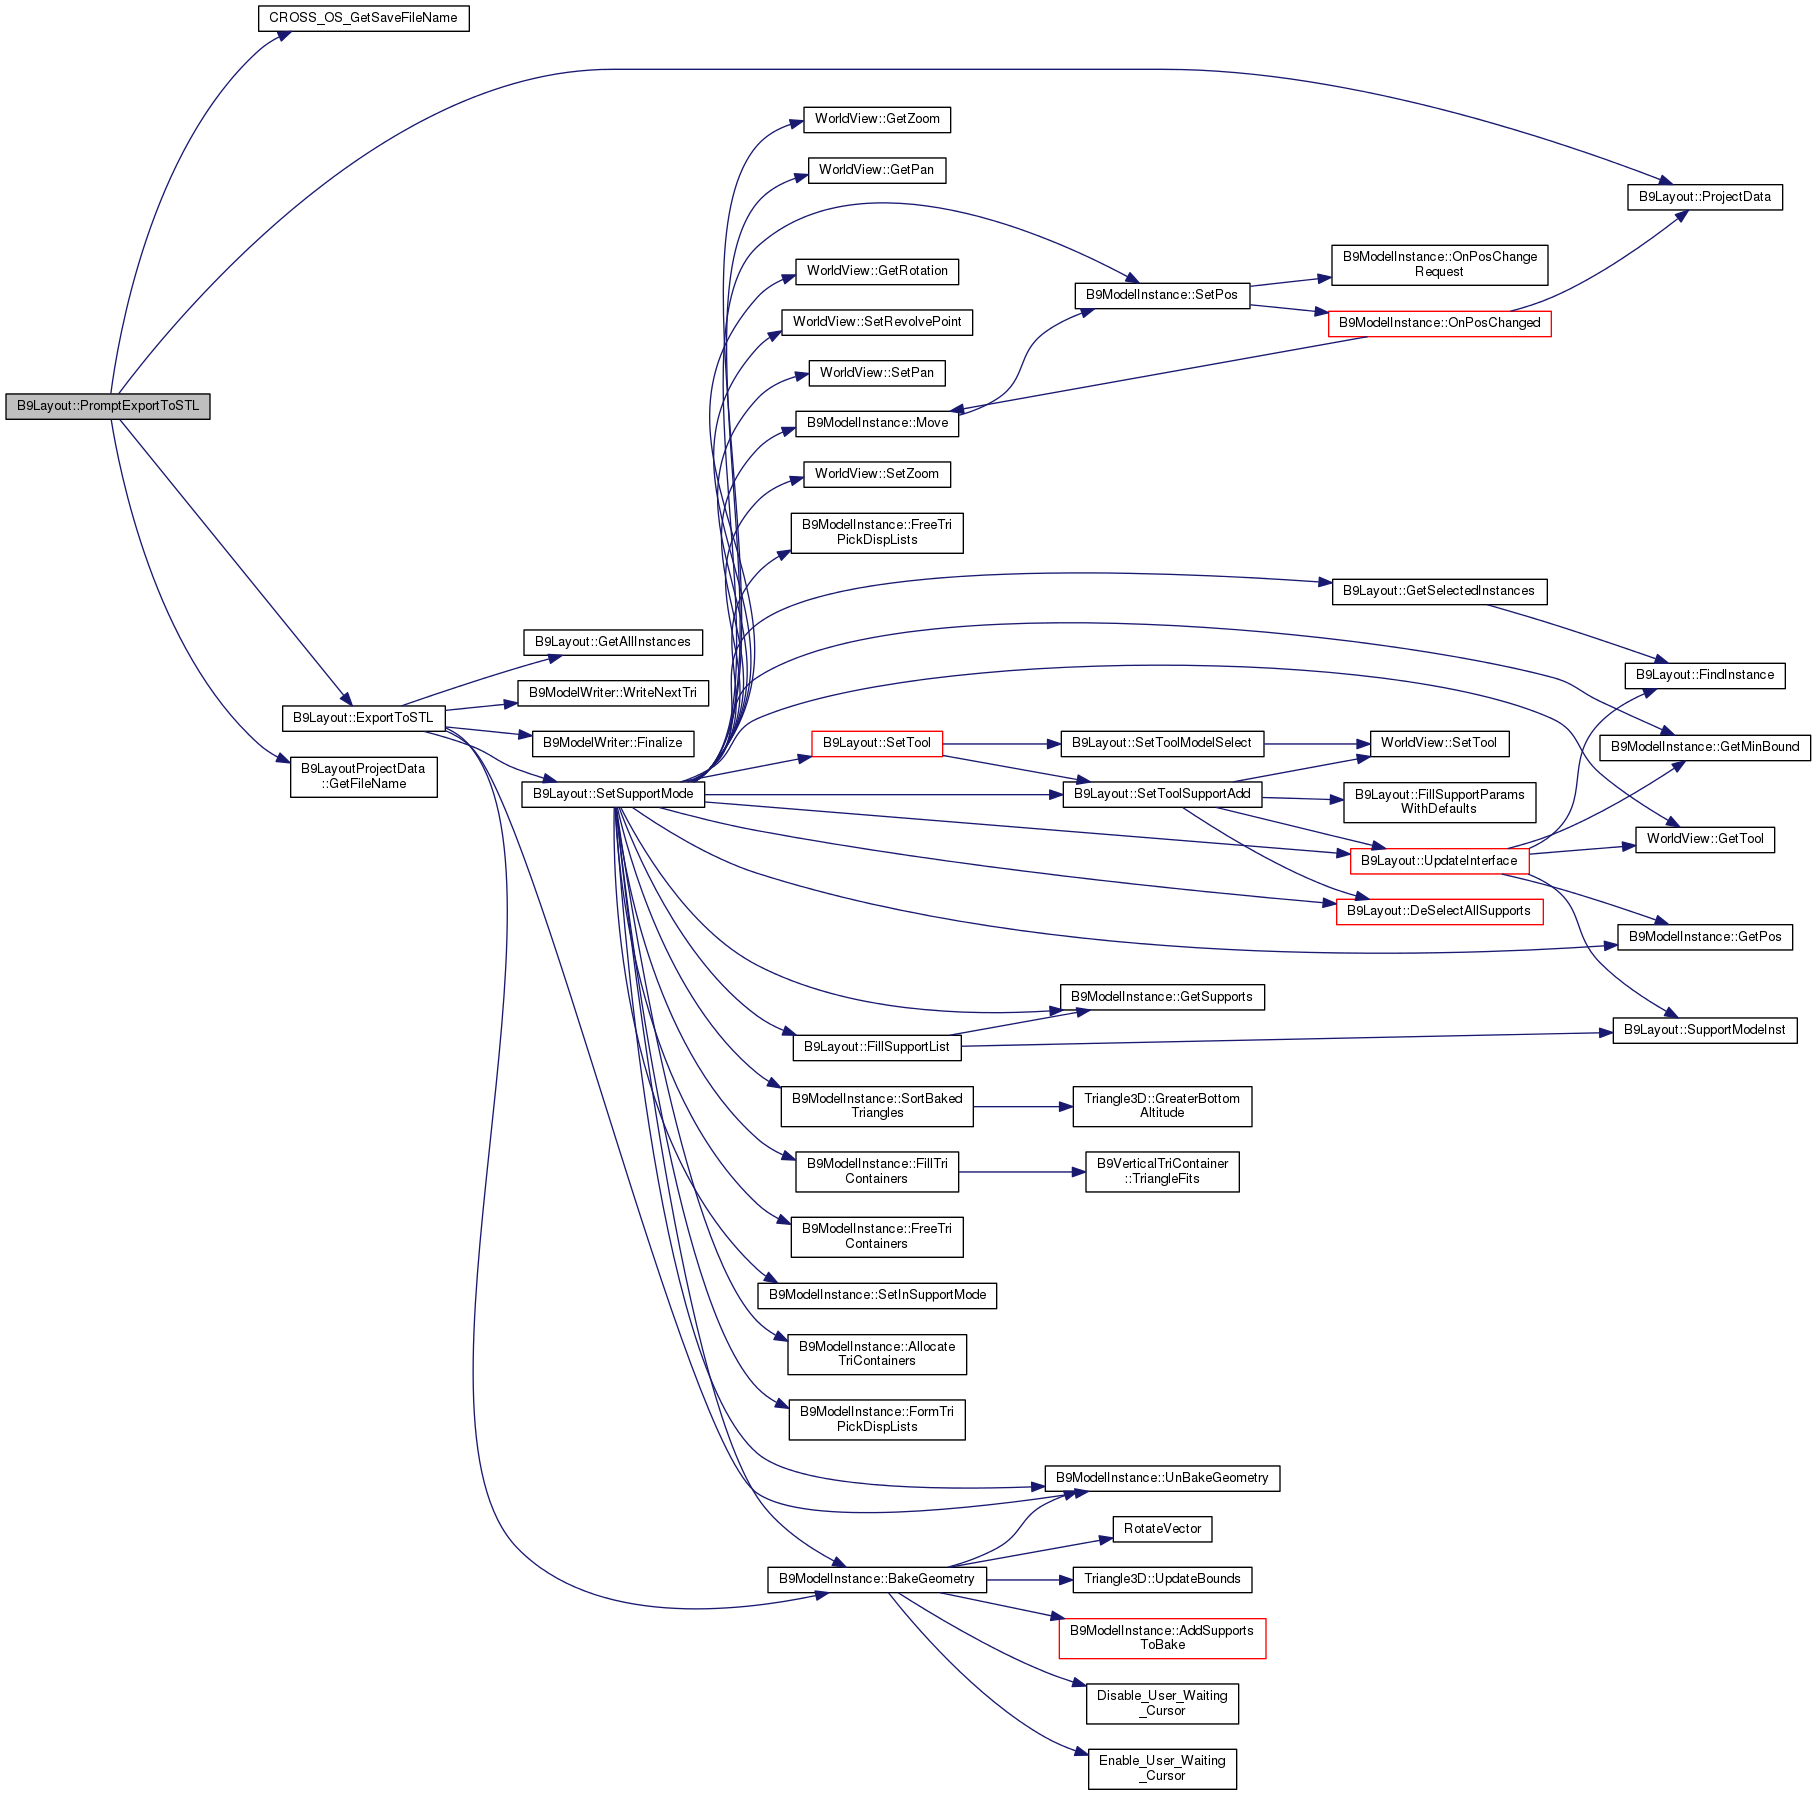 CROSS_OS_GetSaveFileName
WorldView::GetZoom
WorldView::GetPan
B9Layout::ProjectData
B9ModelInstance::OnPosChange
Request
WorldView::GetRotation
B9ModelInstance::SetPos
WorldView::SetRevolvePoint
B9ModelInstance::OnPosChanged
WorldView::SetPan
B9Layout::PromptExportToSTL
B9ModelInstance::Move
WorldView::SetZoom
B9ModelInstance::FreeTri
PickDispLists
B9Layout::GetSelectedInstances
B9Layout::GetAllInstances
B9Layout::FindInstance
B9ModelWriter::WriteNextTri
B9Layout::ExportToSTL
B9ModelWriter::Finalize
B9Layout::SetTool
B9Layout::SetToolModelSelect
WorldView::SetTool
B9ModelInstance::GetMinBound
B9LayoutProjectData
::GetFileName
B9Layout::SetSupportMode
B9Layout::SetToolSupportAdd
B9Layout::FillSupportParams
WithDefaults
WorldView::GetTool
B9Layout::UpdateInterface
B9Layout::DeSelectAllSupports
B9ModelInstance::GetPos
B9ModelInstance::GetSupports
B9Layout::SupportModeInst
B9Layout::FillSupportList
B9ModelInstance::SortBaked
Triangles
Triangle3D::GreaterBottom
Altitude
B9ModelInstance::FillTri
Containers
B9VerticalTriContainer
::TriangleFits
B9ModelInstance::FreeTri
Containers
B9ModelInstance::SetInSupportMode
B9ModelInstance::Allocate
TriContainers
B9ModelInstance::FormTri
PickDispLists
B9ModelInstance::UnBakeGeometry
RotateVector
B9ModelInstance::BakeGeometry
Triangle3D::UpdateBounds
B9ModelInstance::AddSupports
ToBake
Disable_User_Waiting
_Cursor
Enable_User_Waiting
_Cursor